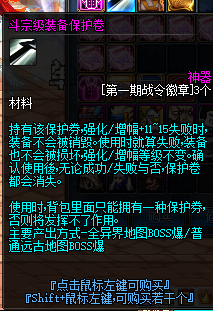 斗宗级装备保护卷
神器
[第一期战令徽章]3个
材料
持有该保护券,强化/增幅+11~15失败时,
装备不会被销毁。使用时就算失败,装备
也不会被损坏,强化/增幅等级不变。确
认使用後,无论成功/失败与否,保护卷
都会消失。
使用时,背包里面只能拥有一种保护券,
否则将发挥不了作用。
主要产出方式-全异界地图BOSS爆/普
通远古地图BOSS爆
『点击鼠标左键可购买』
『Shift+鼠标左键,可购买若干个』